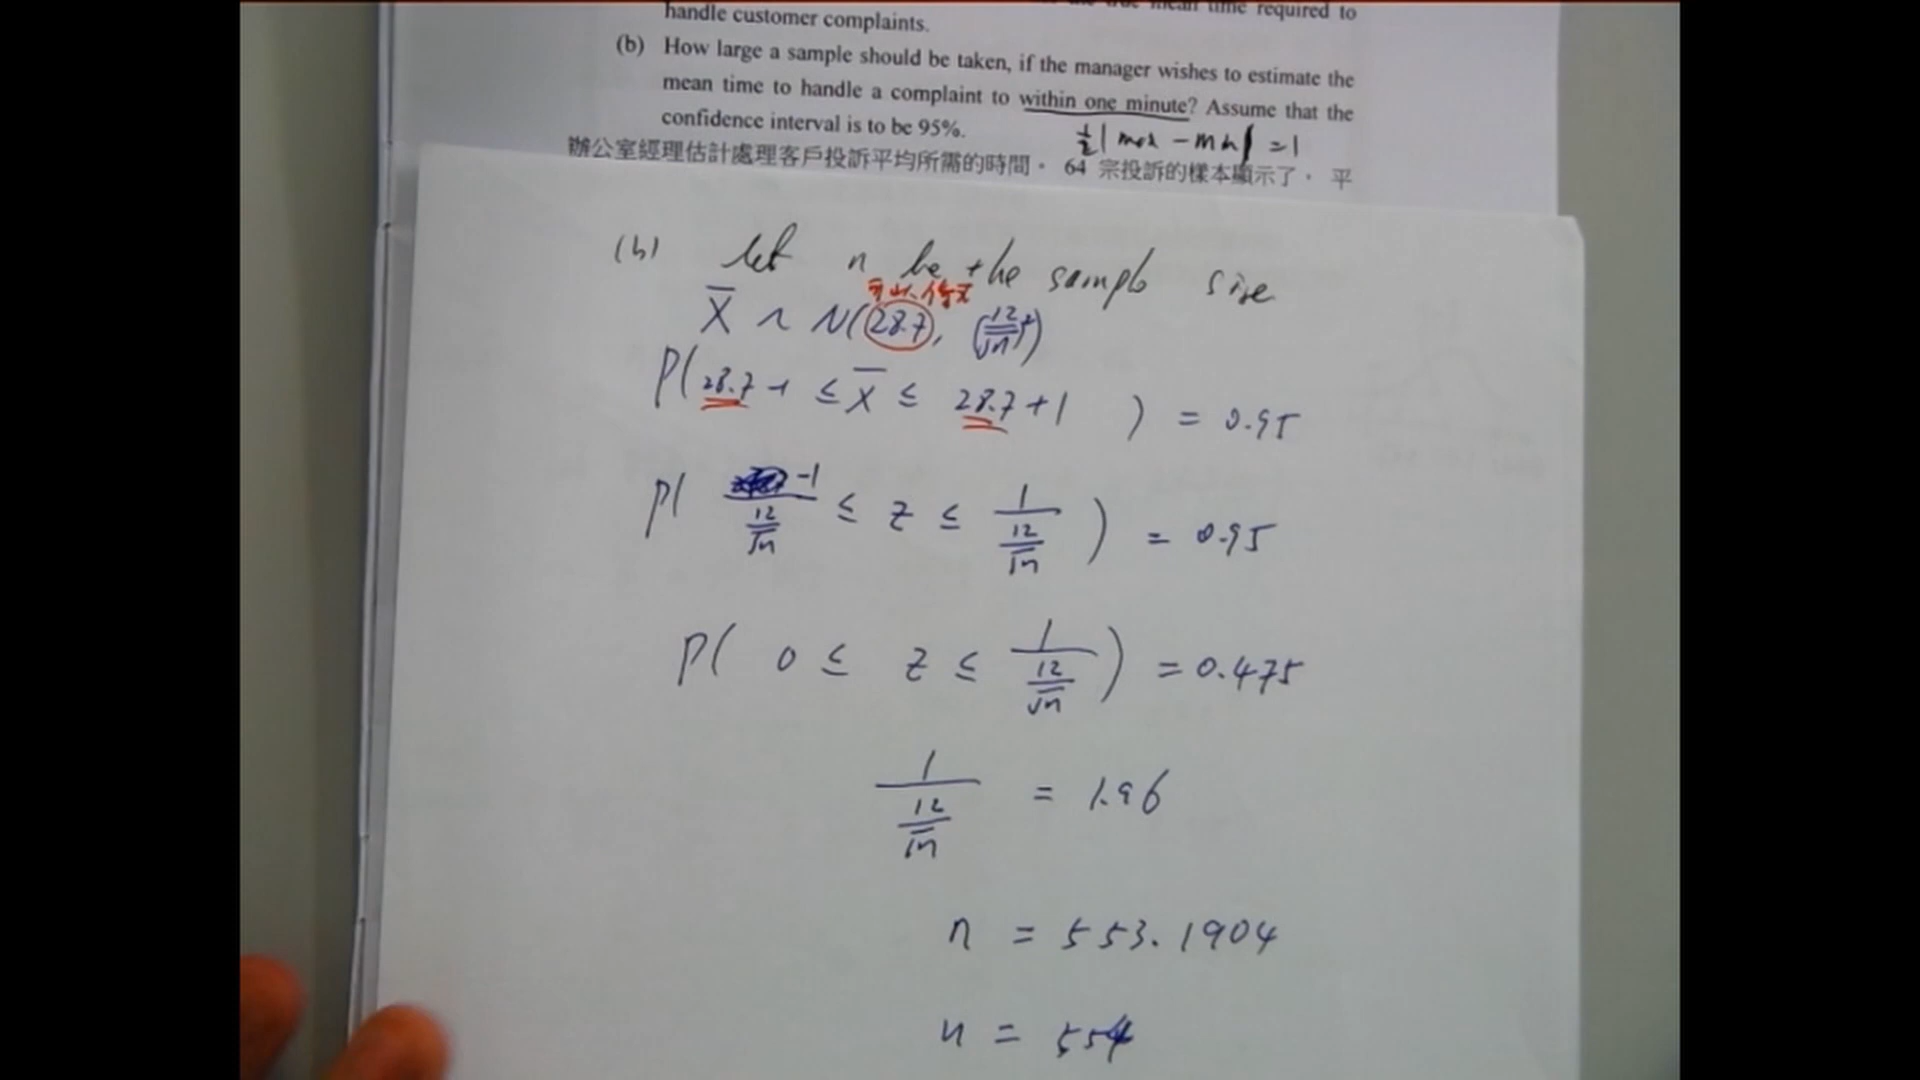 mean time required to
handle customer complaints.
(b) How large a sample should be taken, if the manager wishes to estimate the
mean time to handle a complaint to within one minute? Assume that the
confidence interval is to be 95%.
½| max - min | = 1
辦公室經理估計處理客戶投訴平均所需的時間。 64 宗投訴的樣本顯示了, 平
(b) let n be the sample size
X̄ ~ N(28.7, (12/√n)²)
P(28.7 -1 ≤ X̄ ≤ 28.7+1 ) = 0.95
P( -1/(12/√n) ≤ z ≤ 1/(12/√n) ) = 0.95
P( 0 ≤ z ≤ 1/(12/√n) ) = 0.475
1/(12/√n) = 1.96
n = 553.1904
n = 554